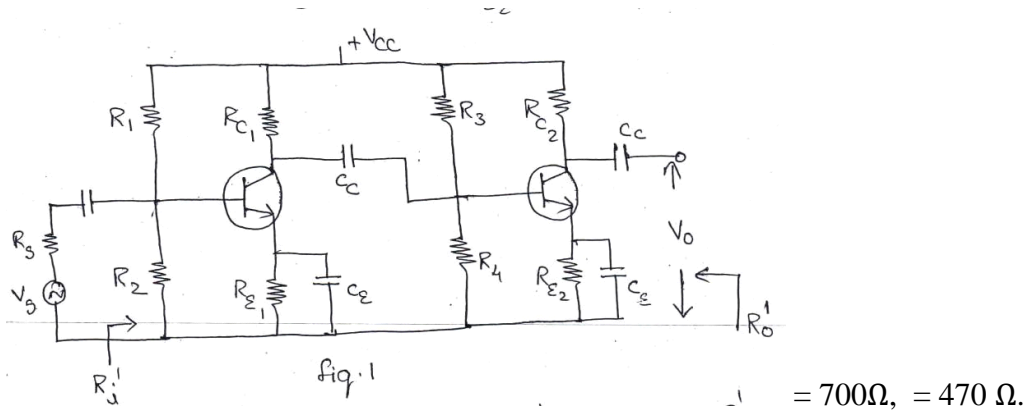 +Vcc
R1
RC1
R3
RC2
Cc
Cc
Rs
Vs
R2
RE1
CE
R4
RE2
CE
Vo
Ri'
Ro'
fig.1
= 700Ω, = 470 Ω.